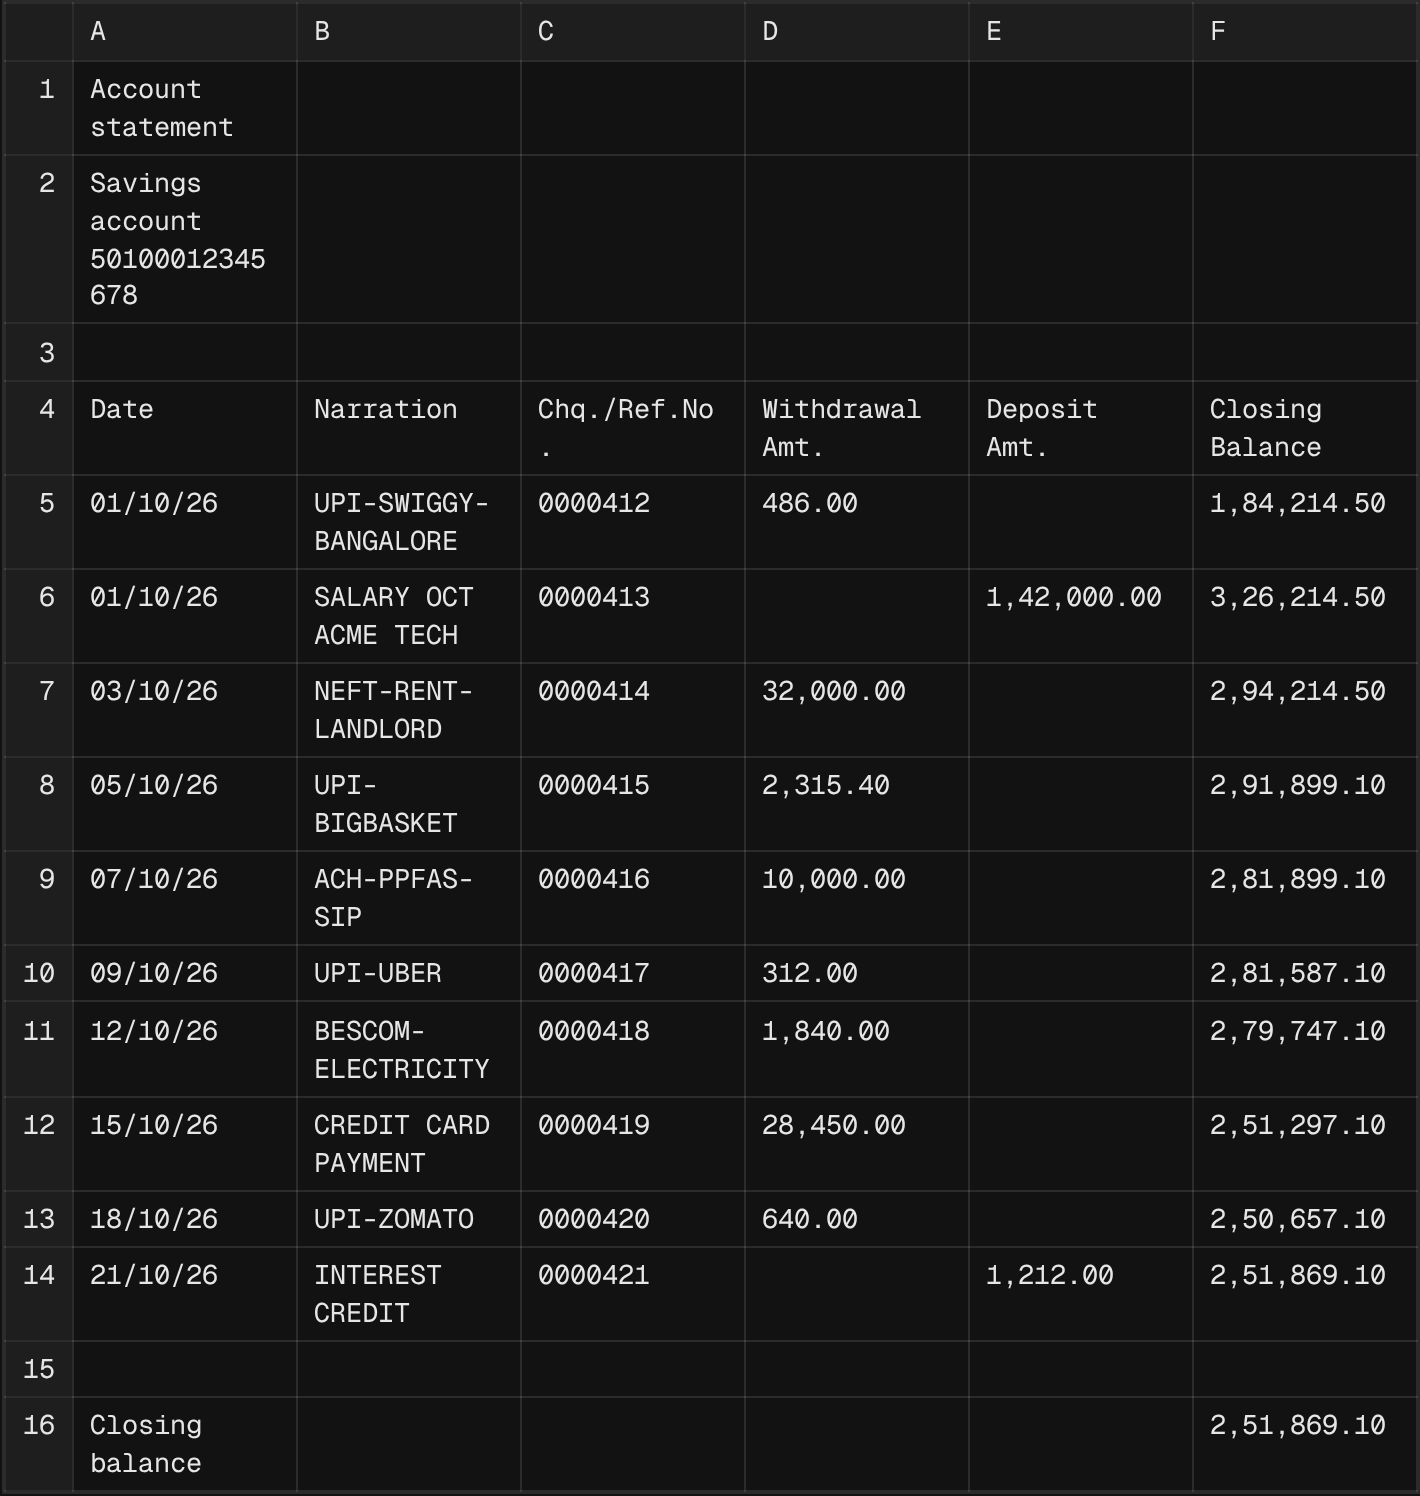 A B C D E F
1 Account statement
2 Savings account 50100012345678
3
4 Date Narration Chq./Ref.No. Withdrawal Amt. Deposit Amt. Closing Balance
5 01/10/26 UPI-SWIGGY-BANGALORE 0000412 486.00 1,84,214.50
6 01/10/26 SALARY OCT ACME TECH 0000413 1,42,000.00 3,26,214.50
7 03/10/26 NEFT-RENT-LANDLORD 0000414 32,000.00 2,94,214.50
8 05/10/26 UPI-BIGBASKET 0000415 2,315.40 2,91,899.10
9 07/10/26 ACH-PPFAS-SIP 0000416 10,000.00 2,81,899.10
10 09/10/26 UPI-UBER 0000417 312.00 2,81,587.10
11 12/10/26 BESCOM-ELECTRICITY 0000418 1,840.00 2,79,747.10
12 15/10/26 CREDIT CARD PAYMENT 0000419 28,450.00 2,51,297.10
13 18/10/26 UPI-ZOMATO 0000420 640.00 2,50,657.10
14 21/10/26 INTEREST CREDIT 0000421 1,212.00 2,51,869.10
15
16 Closing balance 2,51,869.10